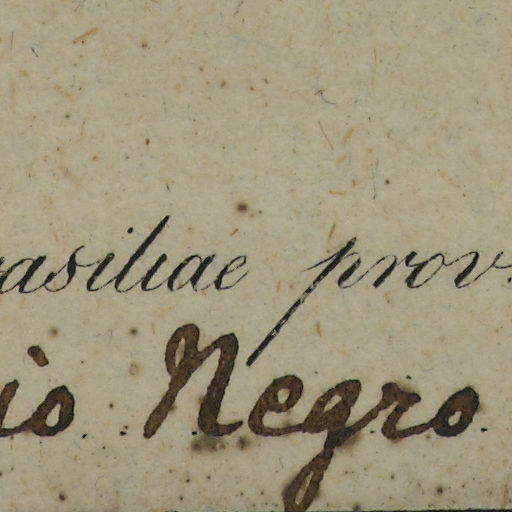 rasiliae prov.
io Negro